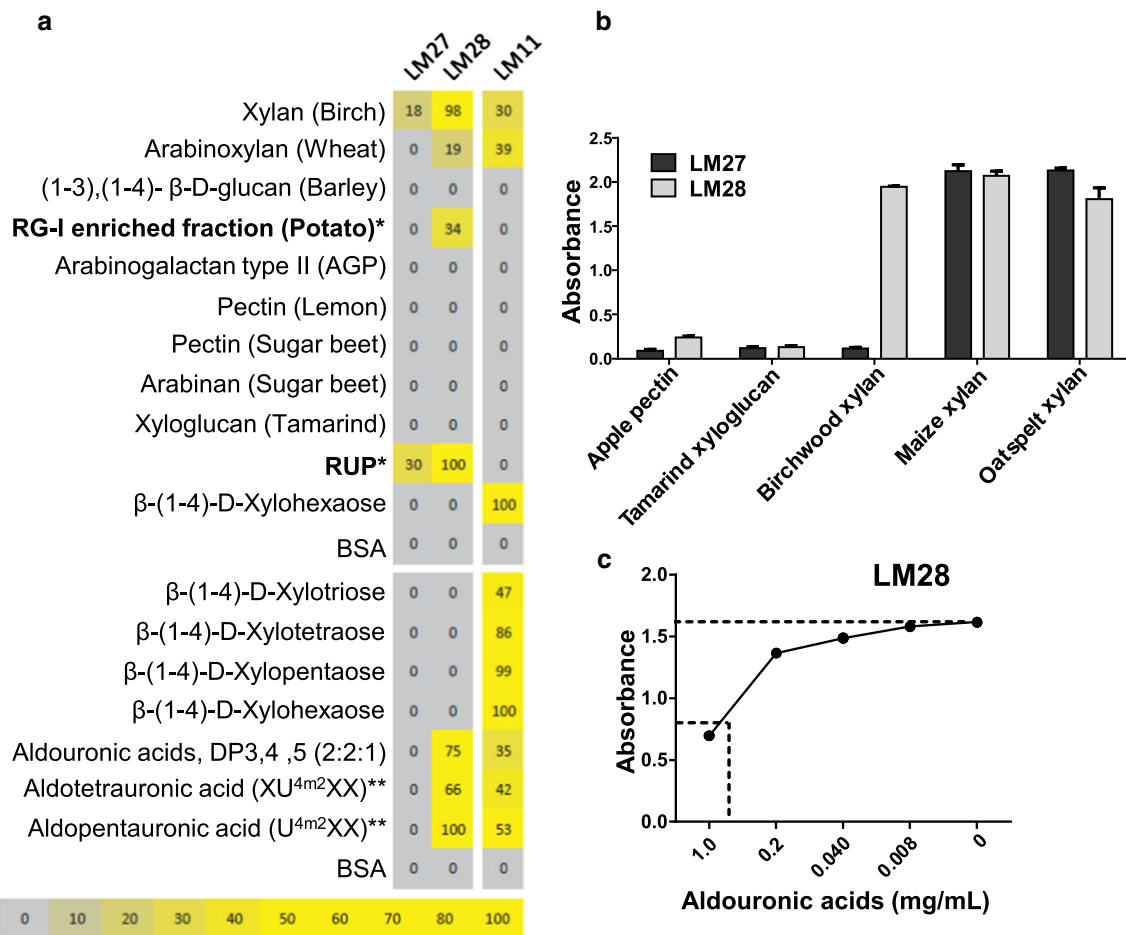 a
LM27 LM28 LM11
Xylan (Birch) 18 98 30
Arabinoxylan (Wheat) 0 19 39
(1-3),(1-4)- β-D-glucan (Barley) 0 0 0
RG-I enriched fraction (Potato)* 0 34 0
Arabinogalactan type II (AGP) 0 0 0
Pectin (Lemon) 0 0 0
Pectin (Sugar beet) 0 0 0
Arabinan (Sugar beet) 0 0 0
Xyloglucan (Tamarind) 0 0 0
RUP* 30 100 0
β-(1-4)-D-Xylohexaose 0 0 100
BSA 0 0 0
β-(1-4)-D-Xylotriose 0 0 47
β-(1-4)-D-Xylotetraose 0 0 86
β-(1-4)-D-Xylopentaose 0 0 99
β-(1-4)-D-Xylohexaose 0 0 100
Aldouronic acids, DP3,4 ,5 (2:2:1) 0 75 35
Aldotetrauronic acid (XU4m2XX)** 0 66 42
Aldopentauronic acid (U4m2XX)** 0 100 53
BSA 0 0 0
0 10 20 30 40 50 60 70 80 100
b
LM27
LM28
Absorbance
2.5
2.0
1.5
1.0
0.5
0.0
Apple pectin
Tamarind xyloglucan
Birchwood xylan
Maize xylan
Oatspelt xylan
c
LM28
Absorbance
2.0
1.5
1.0
0.5
0.0
1.0 0.2 0.040 0.008 0
Aldouronic acids (mg/mL)